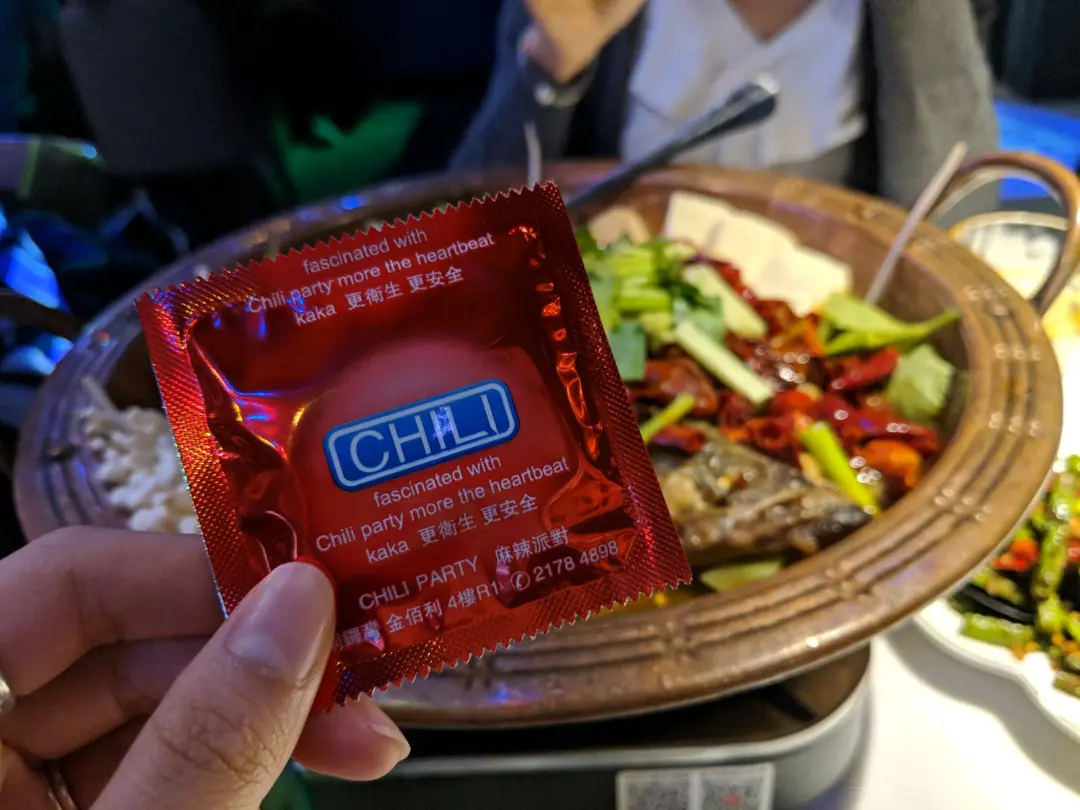 fascinated with
Chili party more the heartbeat
kaka 更衛生 更安全
CHILI
fascinated with
Chili party more the heartbeat
kaka 更衛生 更安全
CHILI PARTY 麻辣派對
金佰利 4樓R1 ✆ 2178 4898